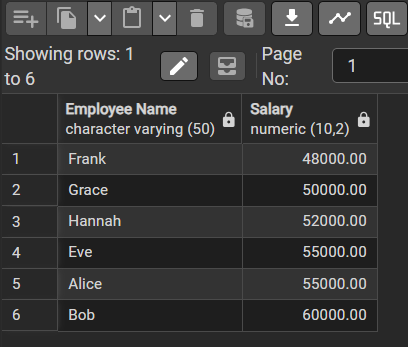 SQL
Showing rows: 1 to 6
Page No:
1
Employee Name
character varying (50)
Salary
numeric (10,2)
1 Frank 48000.00
2 Grace 50000.00
3 Hannah 52000.00
4 Eve 55000.00
5 Alice 55000.00
6 Bob 60000.00